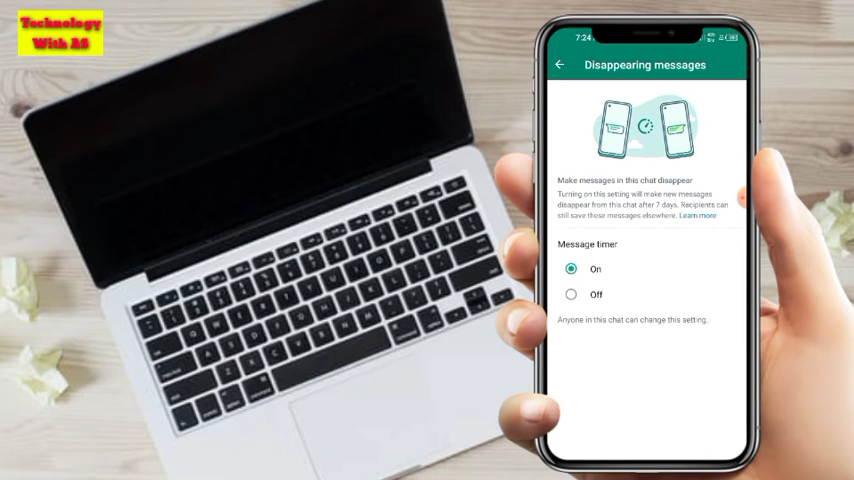 Technology
With AS
7:24
Disappearing messages
Make messages in this chat disappear
Turning on this setting will make new messages
disappear from this chat after 7 days. Recipients can
still save these messages elsewhere. Learn more
Message timer
On
Off
Anyone in this chat can change this setting.